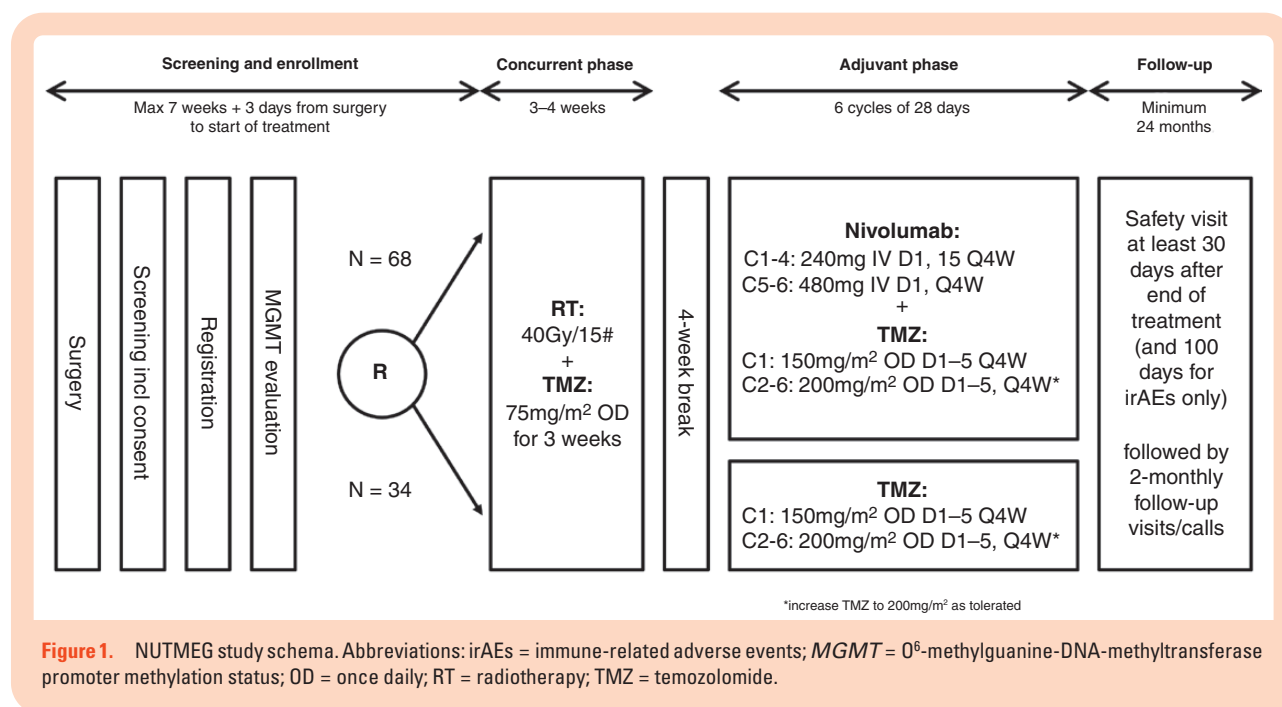 Screening and enrollment
Max 7 weeks + 3 days from surgery
to start of treatment
Concurrent phase
3–4 weeks
Adjuvant phase
6 cycles of 28 days
Follow-up
Minimum
24 months
Surgery
Screening incl consent
Registration
MGMT evaluation
N = 68
R
N = 34
RT:
40Gy/15#
+
TMZ:
75mg/m² OD
for 3 weeks
4-week break
Nivolumab:
C1-4: 240mg IV D1, 15 Q4W
C5-6: 480mg IV D1, Q4W
+
TMZ:
C1: 150mg/m² OD D1–5 Q4W
C2-6: 200mg/m² OD D1–5, Q4W*
TMZ:
C1: 150mg/m² OD D1–5 Q4W
C2-6: 200mg/m² OD D1–5, Q4W*
Safety visit
at least 30
days after
end of
treatment
(and 100
days for
irAEs only)
followed by
2-monthly
follow-up
visits/calls
*increase TMZ to 200mg/m² as tolerated
Figure 1. NUTMEG study schema. Abbreviations: irAEs = immune-related adverse events; MGMT = O⁶-methylguanine-DNA-methyltransferase
promoter methylation status; OD = once daily; RT = radiotherapy; TMZ = temozolomide.